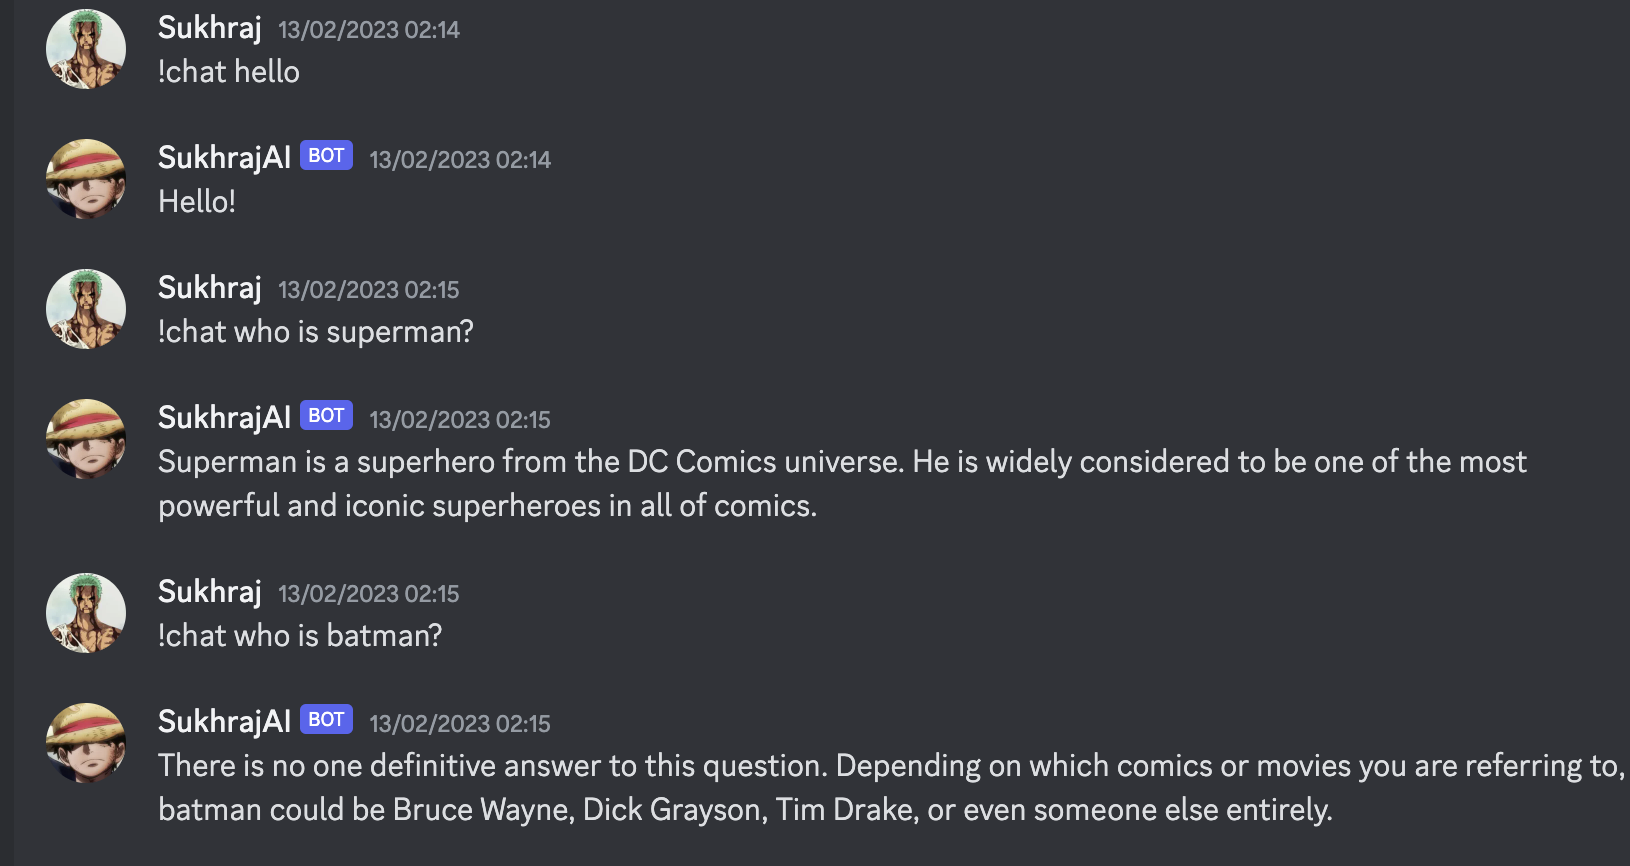 Sukhraj 13/02/2023 02:14
!chat hello
SukhrajAI BOT 13/02/2023 02:14
Hello!
Sukhraj 13/02/2023 02:15
!chat who is superman?
SukhrajAI BOT 13/02/2023 02:15
Superman is a superhero from the DC Comics universe. He is widely considered to be one of the most
powerful and iconic superheroes in all of comics.
Sukhraj 13/02/2023 02:15
!chat who is batman?
SukhrajAI BOT 13/02/2023 02:15
There is no one definitive answer to this question. Depending on which comics or movies you are referring to,
batman could be Bruce Wayne, Dick Grayson, Tim Drake, or even someone else entirely.